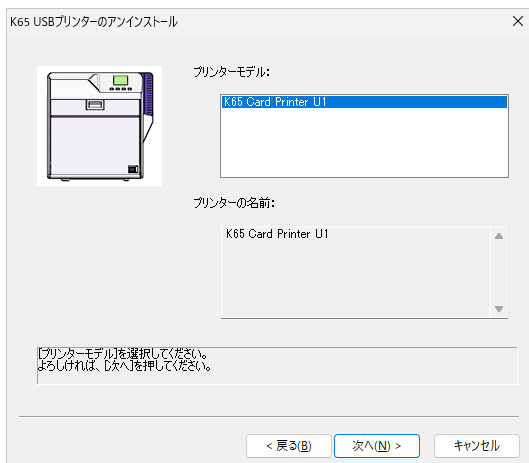 K65 USBプリンターのアンインストール
プリンターモデル:
K65 Card Printer U1
プリンターの名前:
K65 Card Printer U1
[プリンターモデル]を選択してください。
よろしければ、[次へ]を押してください。
< 戻る(B)
次へ(N) >
キャンセル